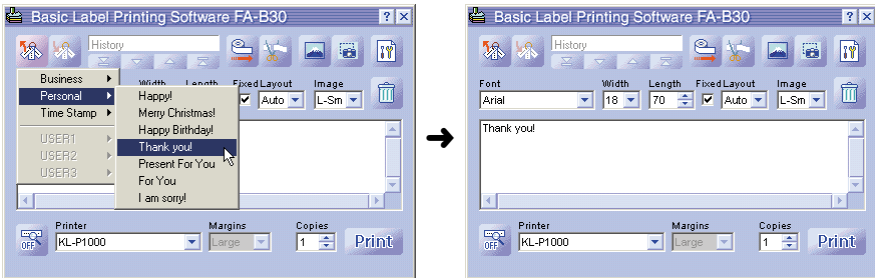 Basic Label Printing Software FA-B30
History
Business
Personal
Time Stamp
USER1
USER2
USER3
Happy!
Merry Christmas!
Happy Birthday!
Thank you!
Present For You
For You
I am sorry!
Width Length Fixed Layout Image
Auto L-Sm
Printer Margins Copies
OFF KL-P1000 Large 1 Print
Basic Label Printing Software FA-B30
History
Font Width Length Fixed Layout Image
Arial 18 70 Auto L-Sm
Thank you!
Printer Margins Copies
OFF KL-P1000 Large 1 Print